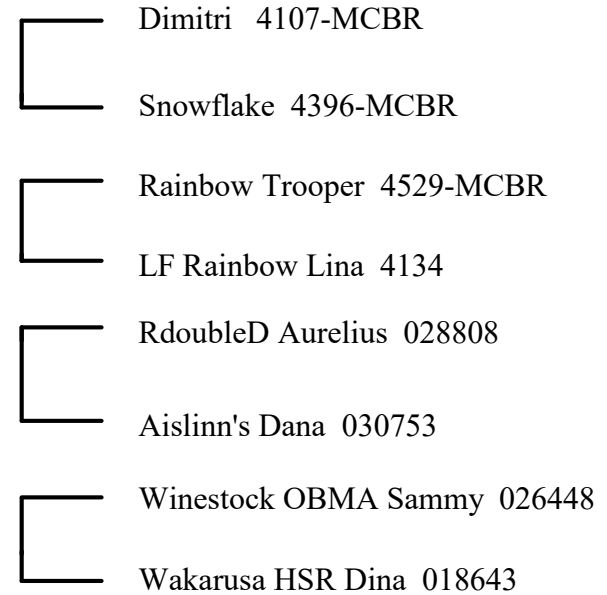 Dimitri 4107-MCBR
Snowflake 4396-MCBR
Rainbow Trooper 4529-MCBR
LF Rainbow Lina 4134
RdoubleD Aurelius 028808
Aislinn's Dana 030753
Winestock OBMA Sammy 026448
Wakarusa HSR Dina 018643